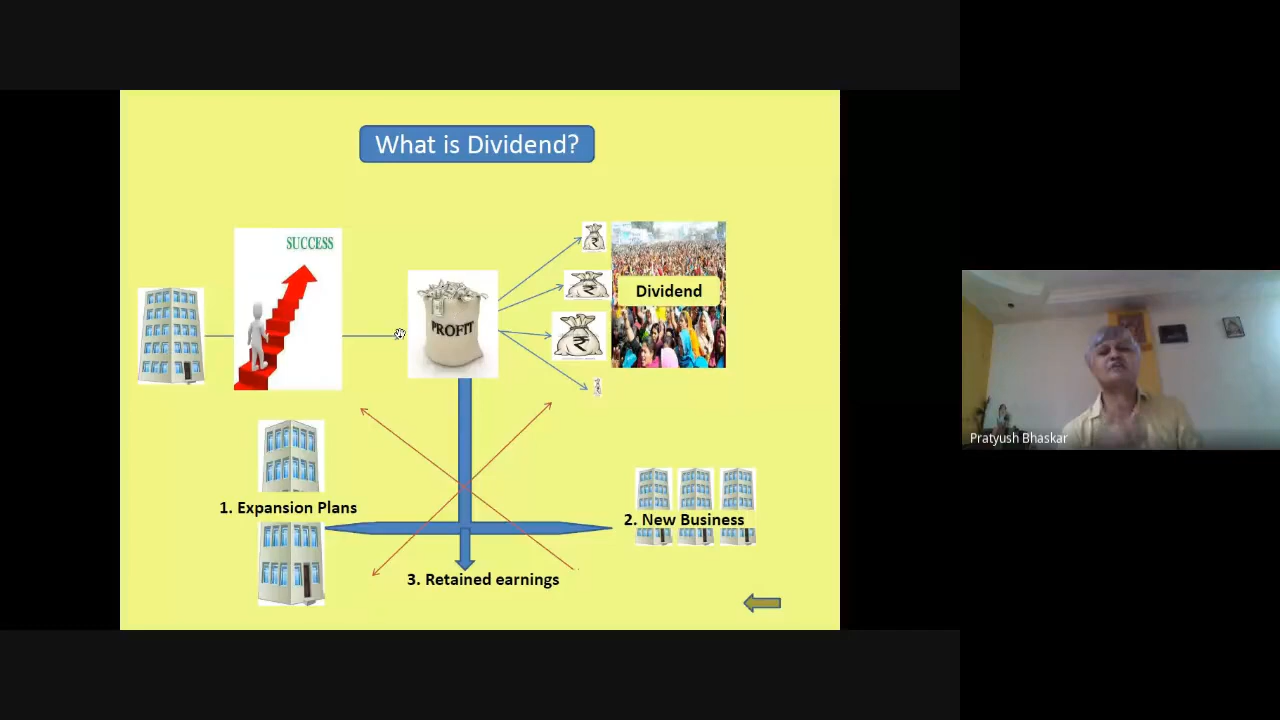 What is Dividend?
SUCCESS
PROFIT
₹
₹
₹
Dividend
1. Expansion Plans
2. New Business
3. Retained earnings
Pratyush Bhaskar